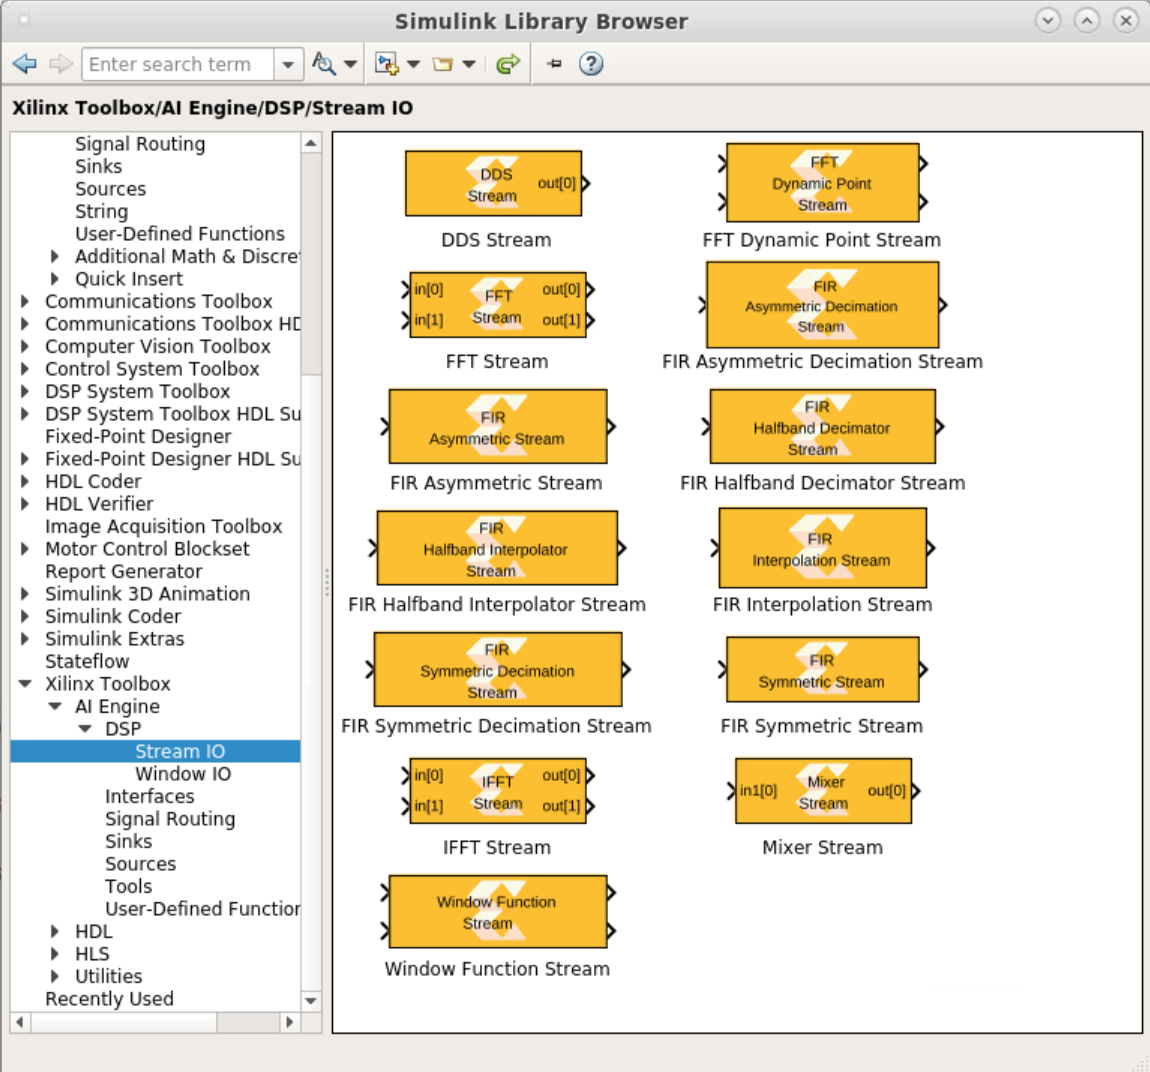 Simulink Library Browser
Enter search term
Xilinx Toolbox/AI Engine/DSP/Stream IO
Signal Routing
Sinks
Sources
String
User-Defined Functions
Additional Math & Discre
Quick Insert
Communications Toolbox
Communications Toolbox HD
Computer Vision Toolbox
Control System Toolbox
DSP System Toolbox
DSP System Toolbox HDL Su
Fixed-Point Designer
Fixed-Point Designer HDL Su
HDL Coder
HDL Verifier
Image Acquisition Toolbox
Motor Control Blockset
Report Generator
Simulink 3D Animation
Simulink Coder
Simulink Extras
Stateflow
Xilinx Toolbox
AI Engine
DSP
Stream IO
Window IO
Interfaces
Signal Routing
Sinks
Sources
Tools
User-Defined Function
HDL
HLS
Utilities
Recently Used
DDS
Stream
out[0]
DDS Stream
FFT
Dynamic Point
Stream
FFT Dynamic Point Stream
in[0]
in[1]
FFT
Stream
out[0]
out[1]
FFT Stream
FIR
Asymmetric Decimation
Stream
FIR Asymmetric Decimation Stream
FIR
Asymmetric Stream
FIR Asymmetric Stream
FIR
Halfband Decimator
Stream
FIR Halfband Decimator Stream
FIR
Halfband Interpolator
Stream
FIR Halfband Interpolator Stream
FIR
Interpolation Stream
FIR Interpolation Stream
FIR
Symmetric Decimation
Stream
FIR Symmetric Decimation Stream
FIR
Symmetric Stream
FIR Symmetric Stream
in[0]
in[1]
IFFT
Stream
out[0]
out[1]
IFFT Stream
in1[0]
Mixer
Stream
out[0]
Mixer Stream
Window Function
Stream
Window Function Stream